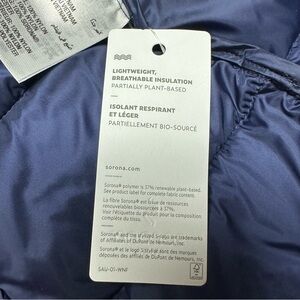 LIGHTWEIGHT,
BREATHABLE INSULATION
PARTIALLY PLANT-BASED
ISOLANT RESPIRANT
ET LÉGER
PARTIELLEMENT BIO-SOURCÉ
sorona.com
Sorona® polymer is 37% renewable plant-based.
See product label for complete fabric content.
La fibre Sorona® est issue de ressources
renouvelables biosourcées à 37%.
Voir l'étiquette du produit pour la composition
complète du tissu.
Sorona® and the stylized Sorona are trademarks
of affiliates of DuPont de Nemours, Inc.
Sorona® et le logo Sorona sont des marques
d'affiliés de DuPont de Nemours, Inc.
SAU-01-WNF